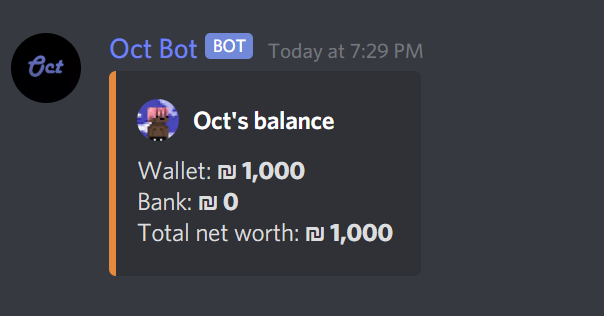 Oct
Oct Bot BOT Today at 7:29 PM
Oct's balance
Wallet: ₪ 1,000
Bank: ₪ 0
Total net worth: ₪ 1,000